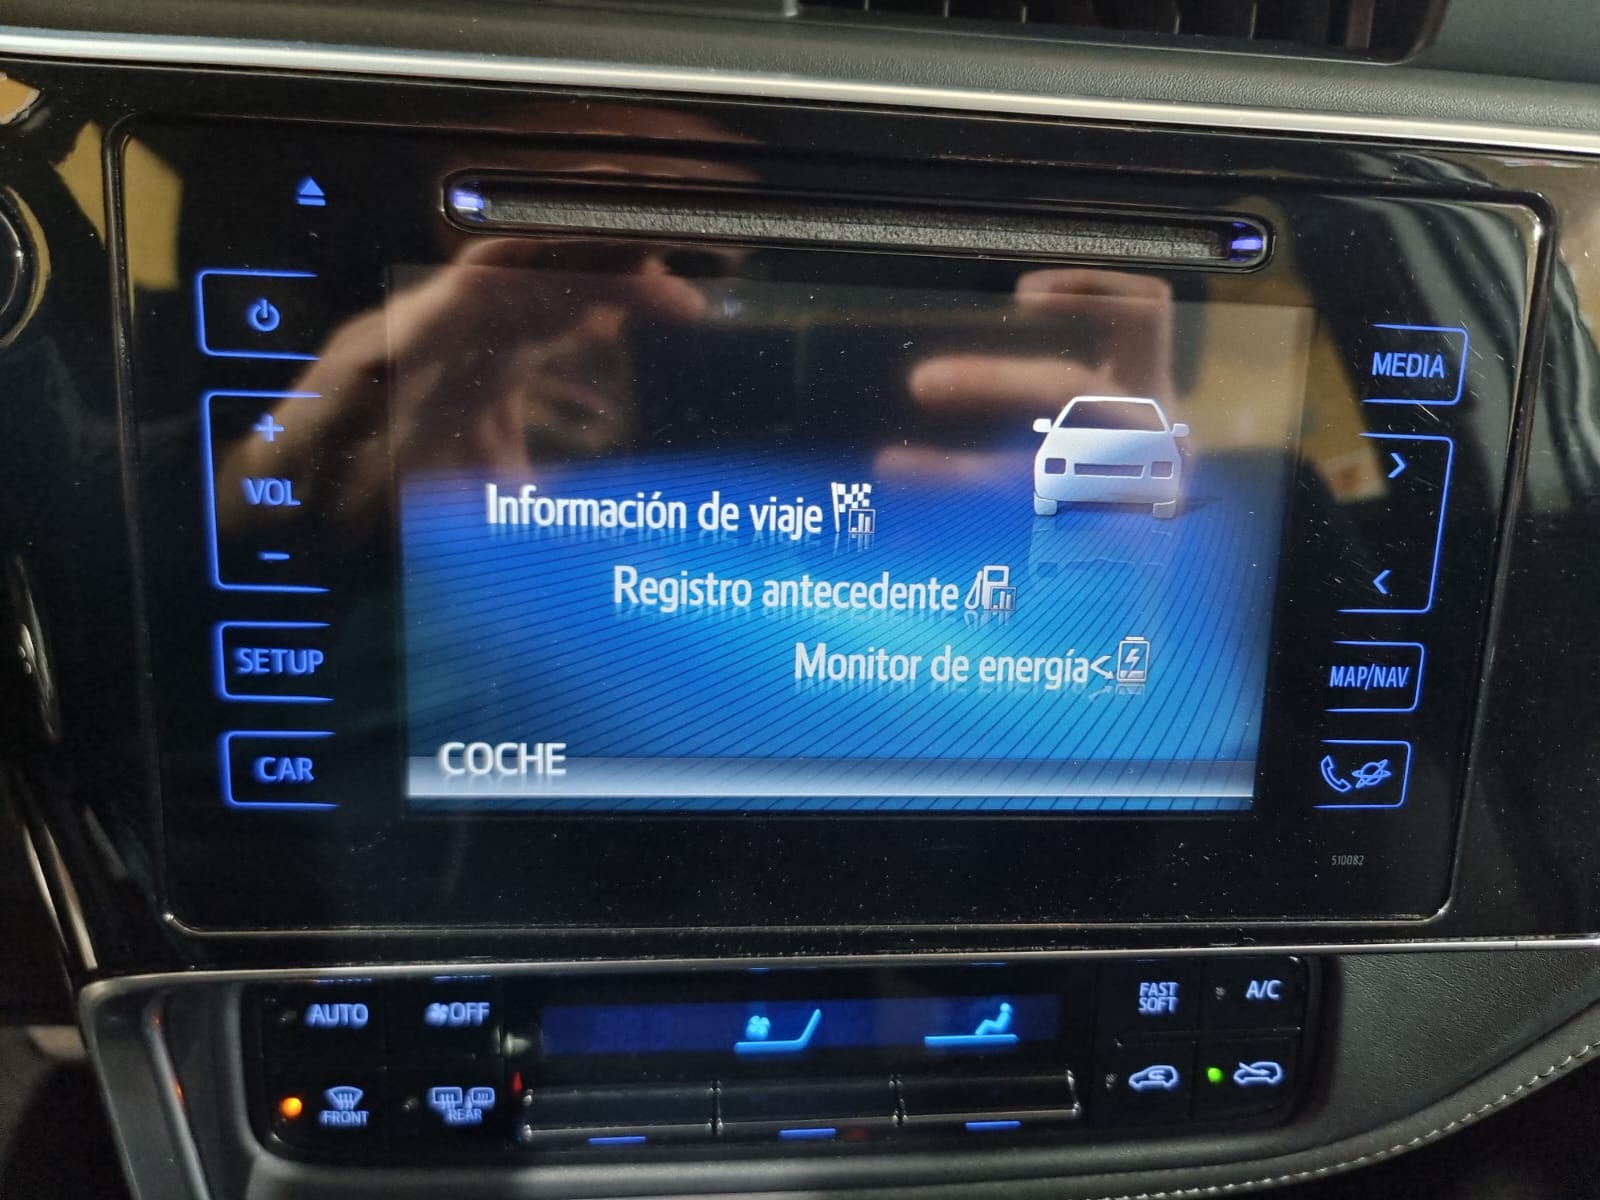 VOL
SETUP
CAR
Información de viaje
Registro antecedente
Monitor de energía
COCHE
MEDIA
MAP/NAV
510082
AUTO
OFF
FAST
SOFT
A/C
FRONT
REAR